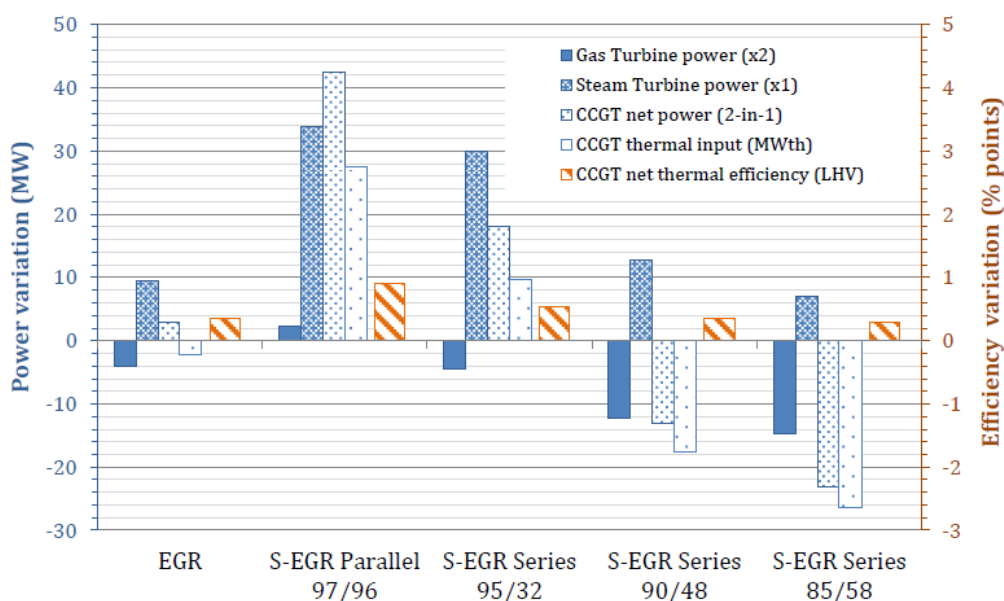 50
40
30
20
10
0
-10
-20
-30
Power variation (MW)
Gas Turbine power (x2)
Steam Turbine power (x1)
CCGT net power (2-in-1)
CCGT thermal input (MWth)
CCGT net thermal efficiency (LHV)
5
4
3
2
1
0
-1
-2
-3
Efficiency variation (% points)
EGR
S-EGR Parallel
97/96
S-EGR Series
95/32
S-EGR Series
90/48
S-EGR Series
85/58